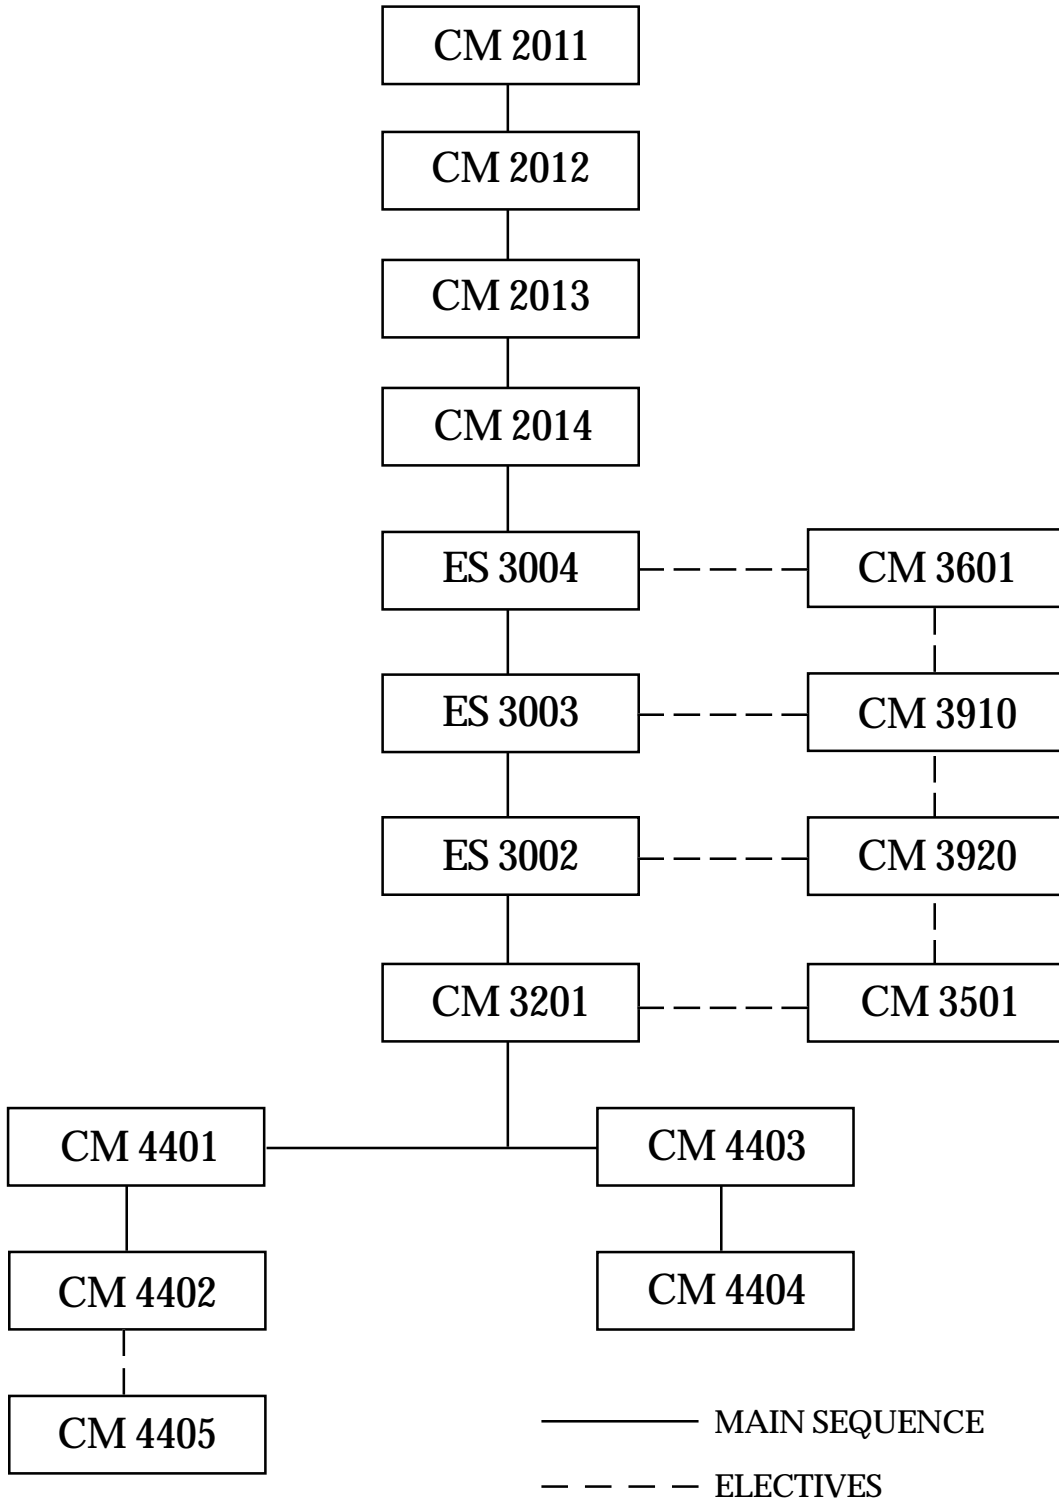 CM 2011
CM 2012
CM 2013
CM 2014
ES 3004
CM 3601
ES 3003
CM 3910
ES 3002
CM 3920
CM 3201
CM 3501
CM 4401
CM 4403
CM 4402
CM 4404
CM 4405
MAIN SEQUENCE
ELECTIVES